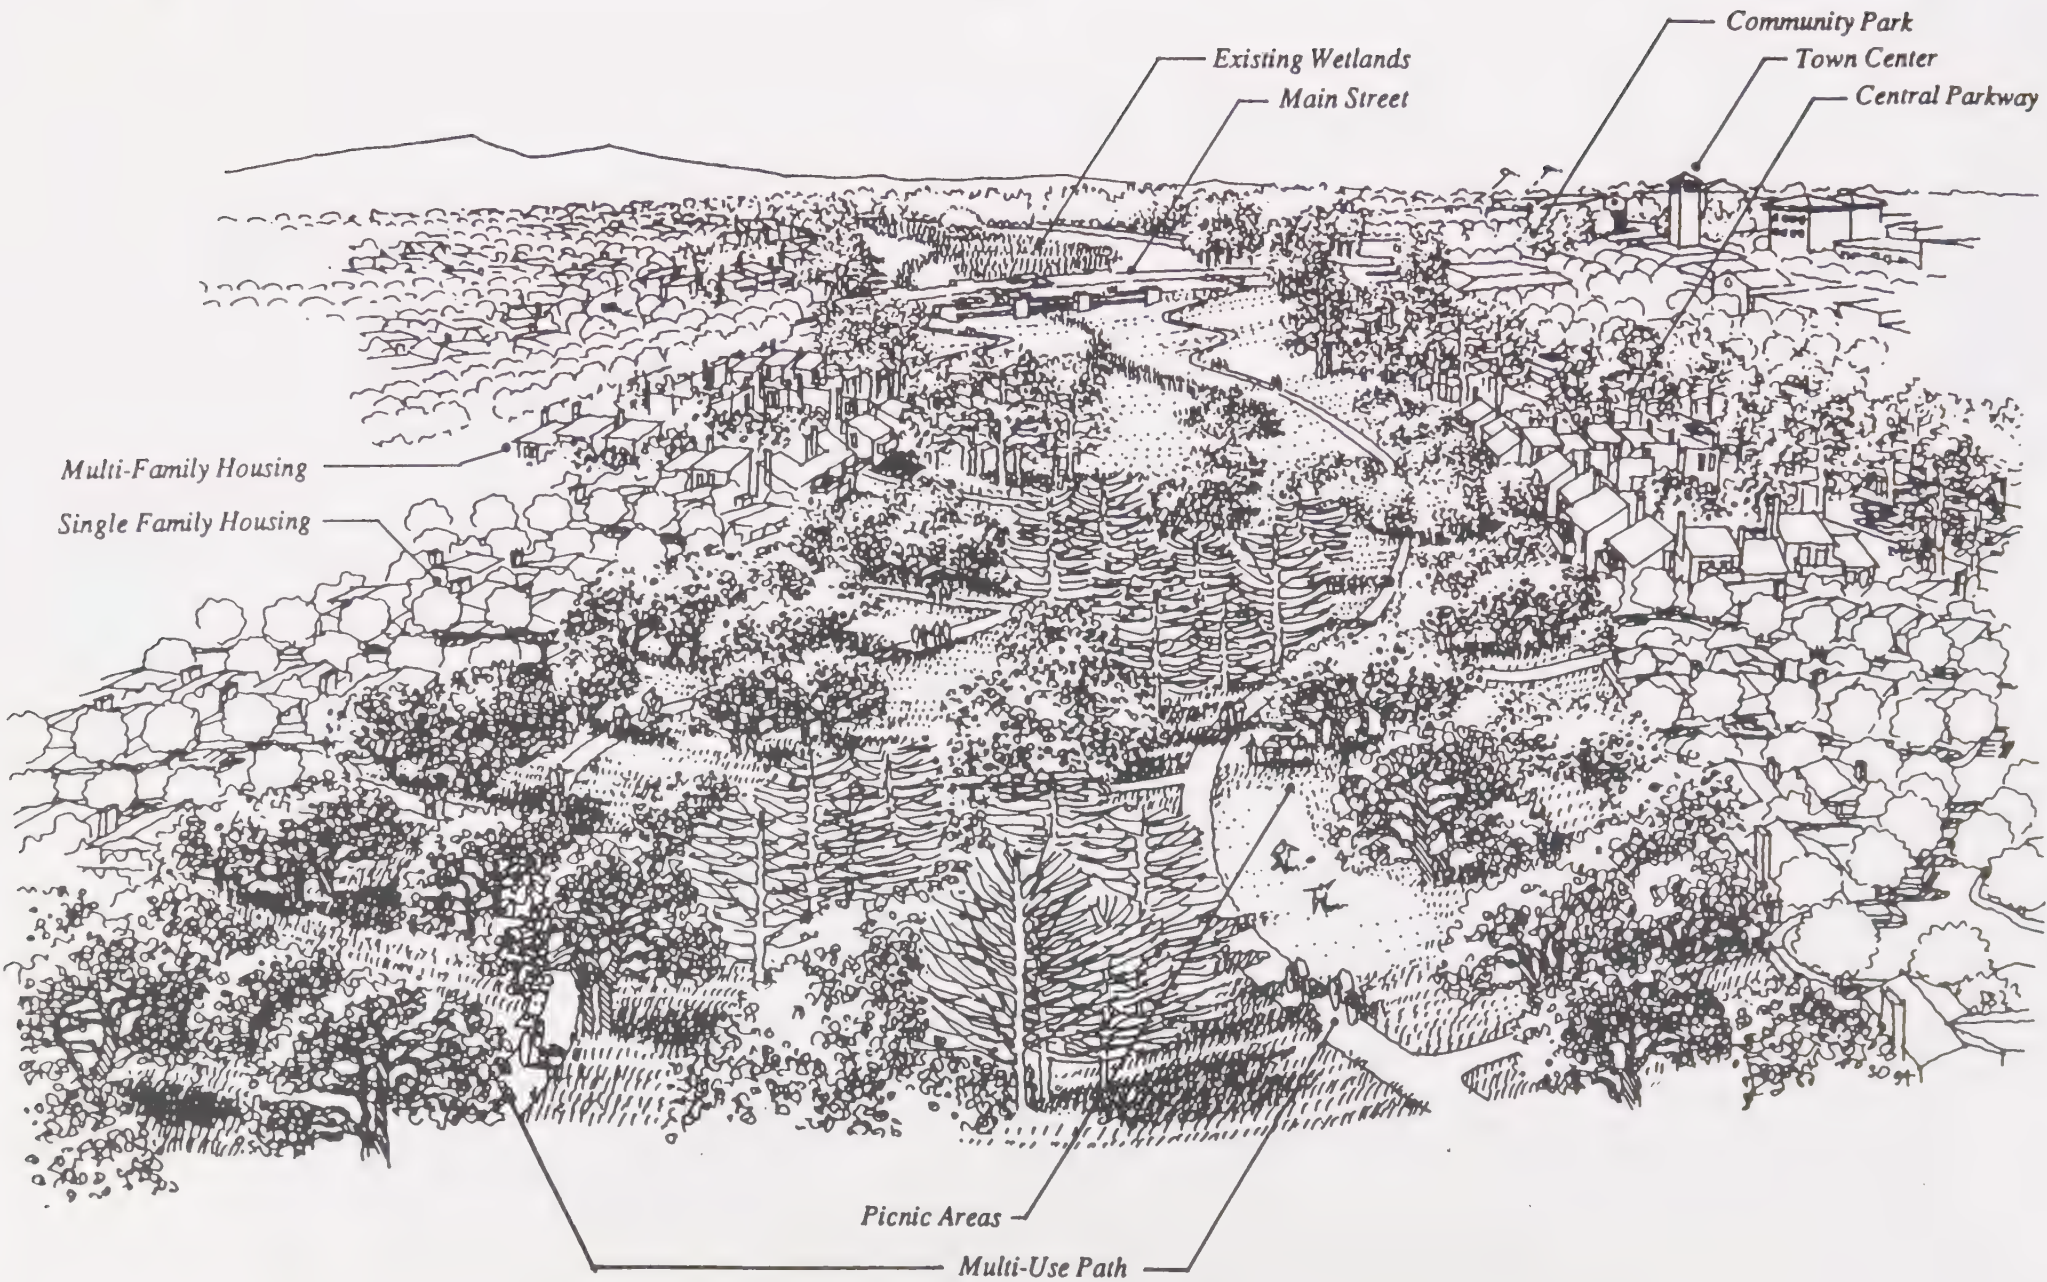 Community Park
Existing Wetlands
Town Center
Main Street
Central Parkway
Multi-Family Housing
Single Family Housing
Picnic Areas
Multi-Use Path